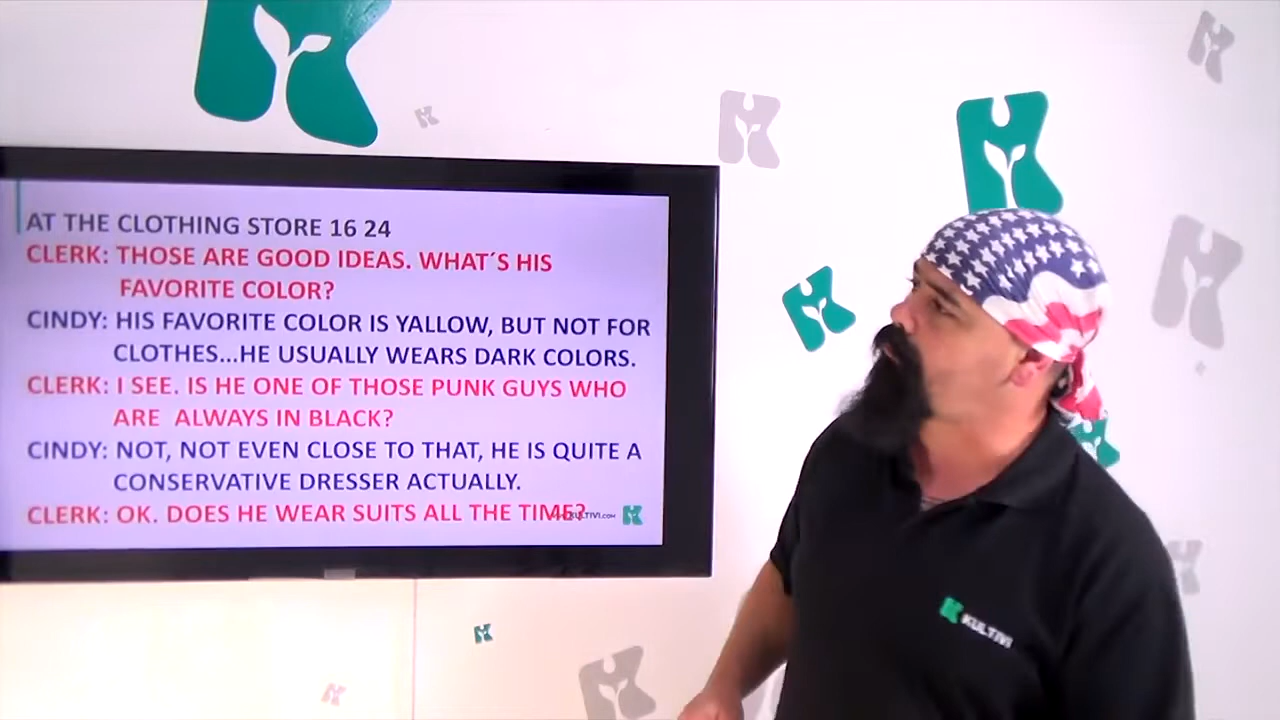 AT THE CLOTHING STORE 16 24
CLERK: THOSE ARE GOOD IDEAS. WHAT´S HIS
FAVORITE COLOR?
CINDY: HIS FAVORITE COLOR IS YALLOW, BUT NOT FOR
CLOTHES...HE USUALLY WEARS DARK COLORS.
CLERK: I SEE. IS HE ONE OF THOSE PUNK GUYS WHO
ARE ALWAYS IN BLACK?
CINDY: NOT, NOT EVEN CLOSE TO THAT, HE IS QUITE A
CONSERVATIVE DRESSER ACTUALLY.
CLERK: OK. DOES HE WEAR SUITS ALL THE TIME?
KULTIVI